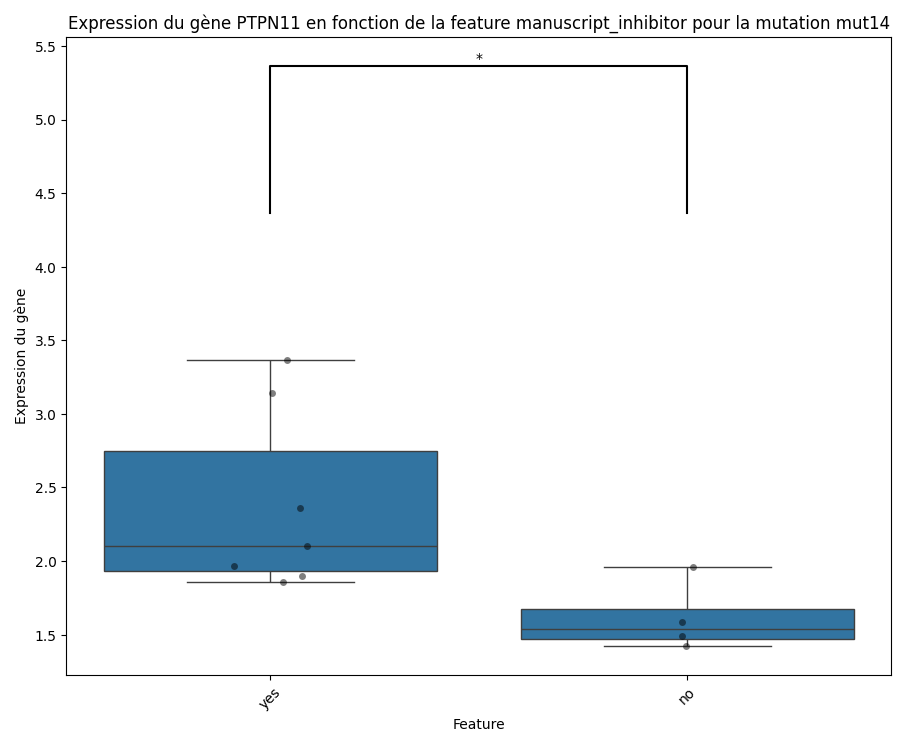 Expression du gène PTPN11 en fonction de la feature manuscript_inhibitor pour la mutation mut14
*
5.5
5.0
4.5
4.0
3.5
3.0
2.5
2.0
1.5
Expression du gène
yes
no
Feature